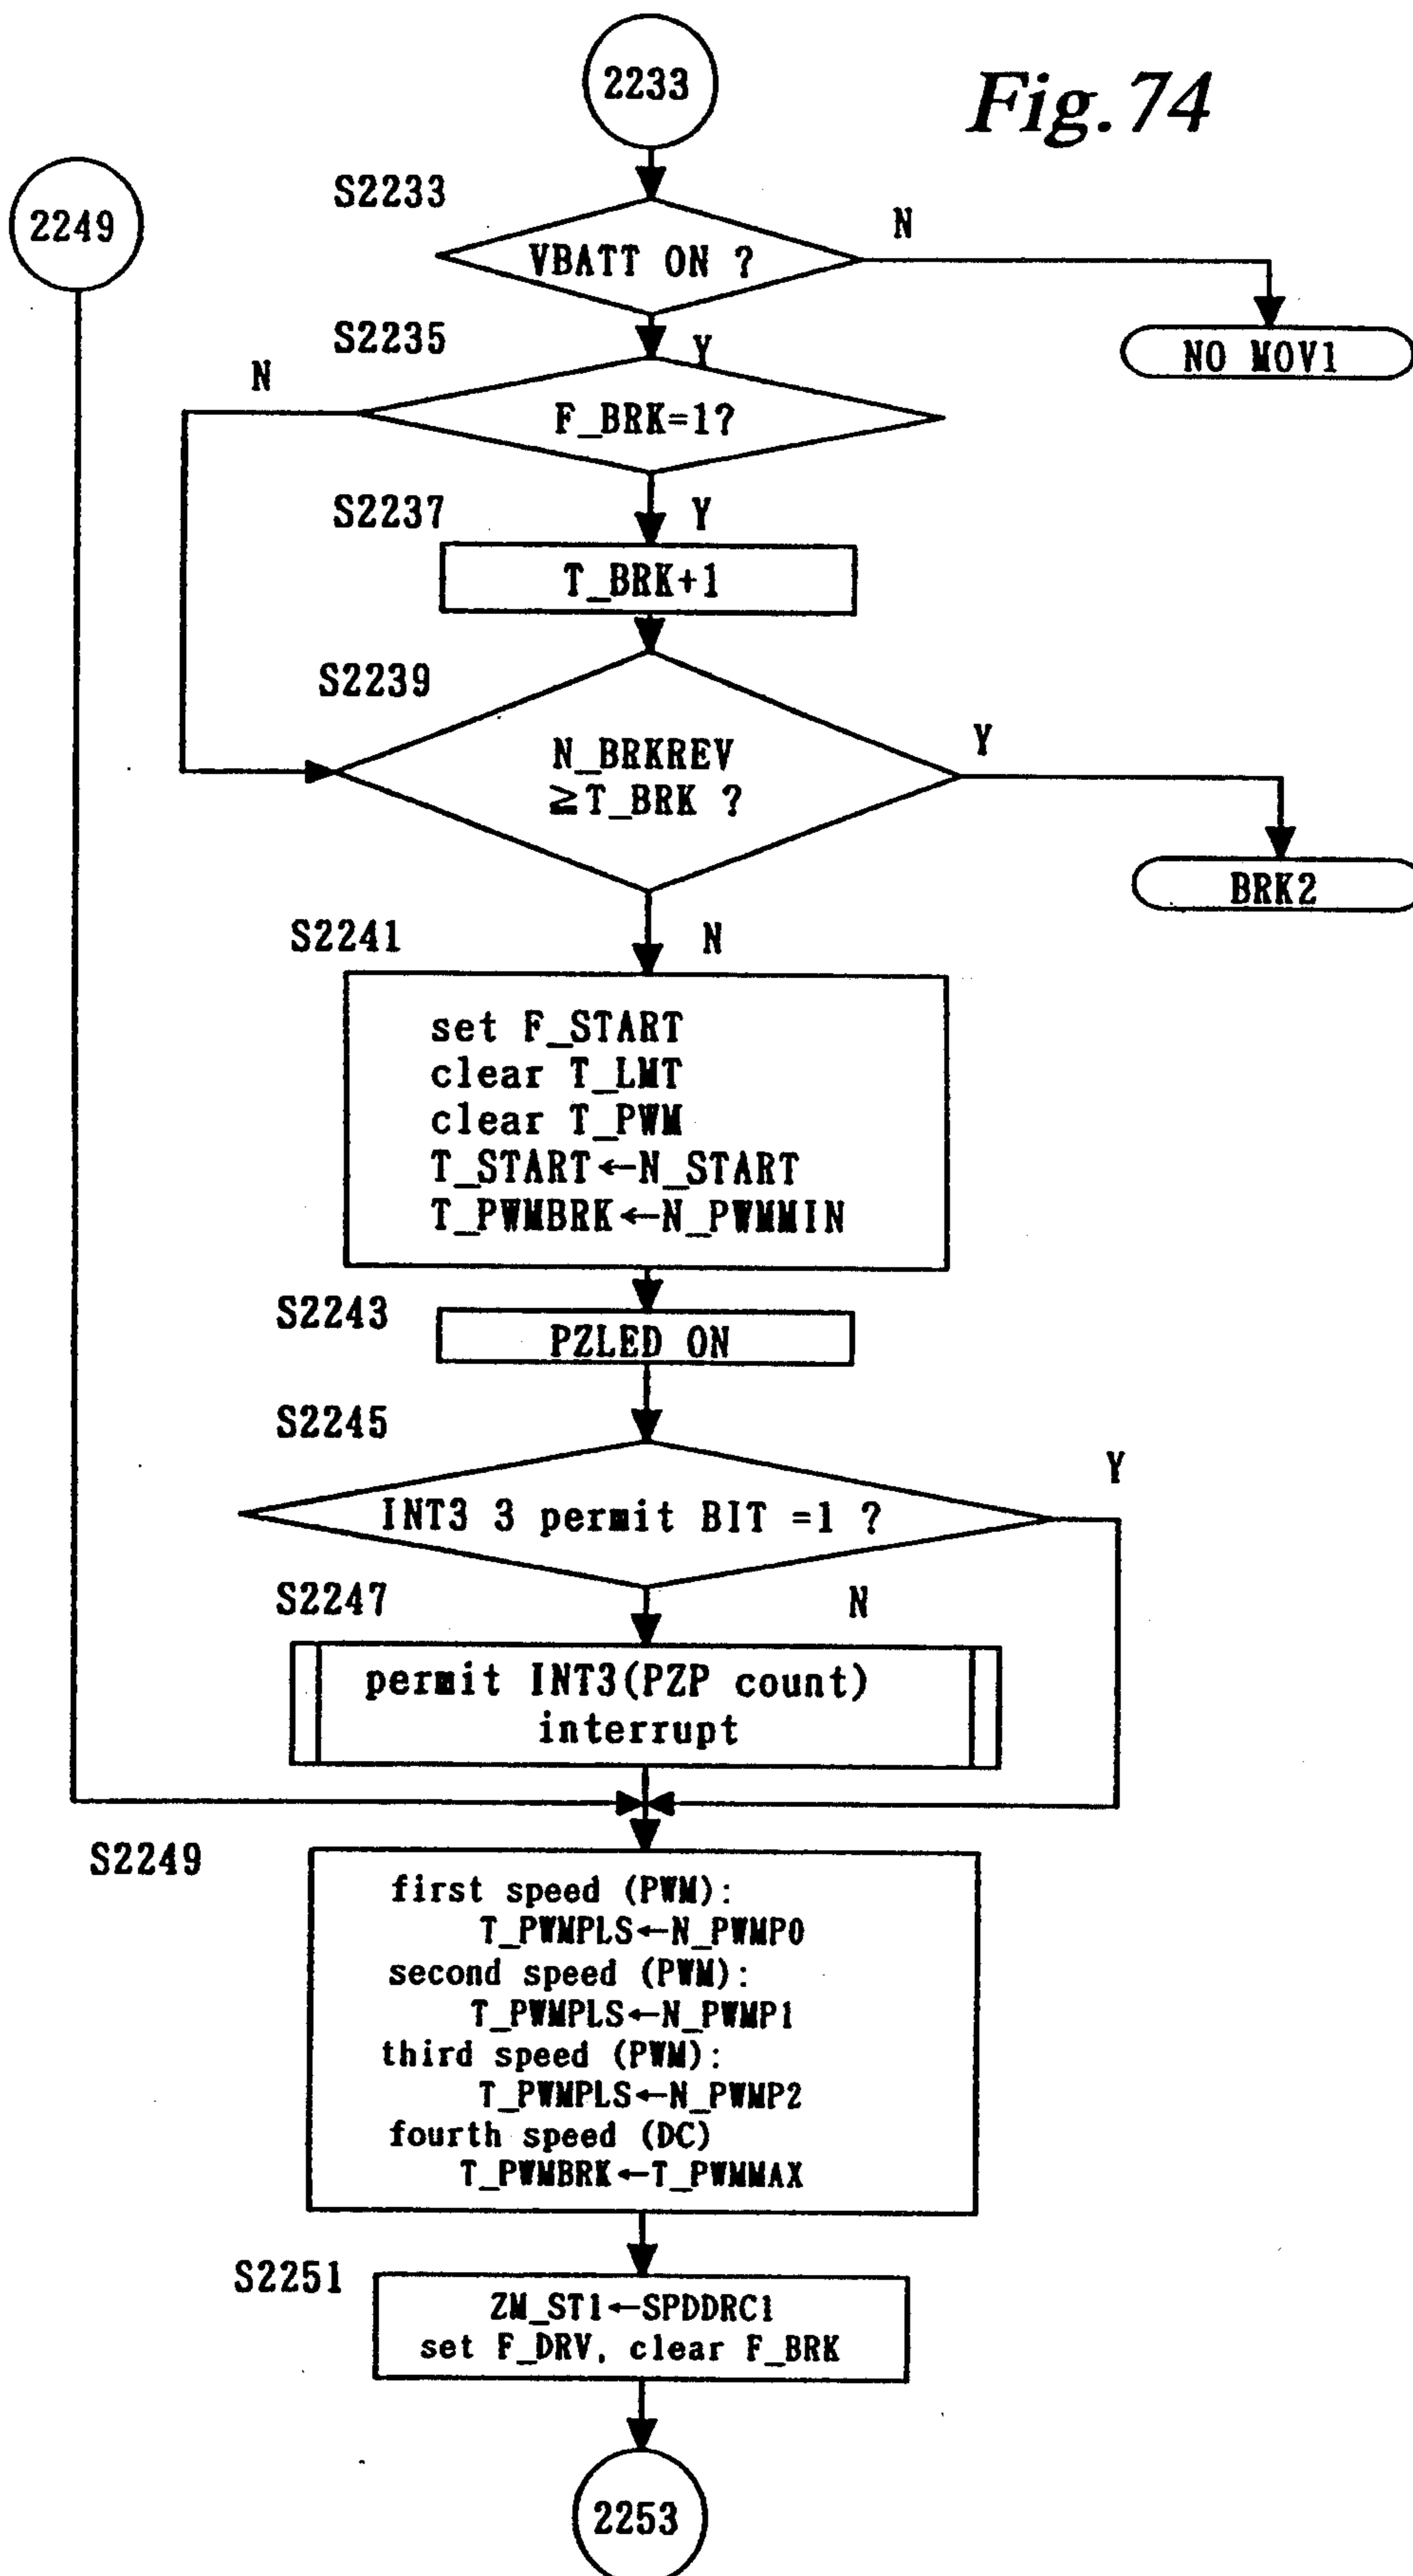 Fig.74
2233
2249
S2233
VBATT ON ?
N
NO MOV1
Y
S2235
N
F_BRK=1?
S2237
Y
T_BRK+1
S2239
N_BRKREV
≧T_BRK ?
Y
BRK2
S2241
N
set F_START
clear T_LMT
clear T_PWM
T_START←N_START
T_PWMBRK←N_PWMMIN
S2243
PZLED ON
S2245
INT3 3 permit BIT =1 ?
Y
S2247
N
permit INT3(PZP count)
interrupt
S2249
first speed (PWM):
T_PWMPLS←N_PWMP0
second speed (PWM):
T_PWMPLS←N_PWMP1
third speed (PWM):
T_PWMPLS←N_PWMP2
fourth speed (DC)
T_PWMBRK←T_PWMMAX
S2251
ZM_ST1←SPDDRC1
set F_DRV, clear F_BRK
2253